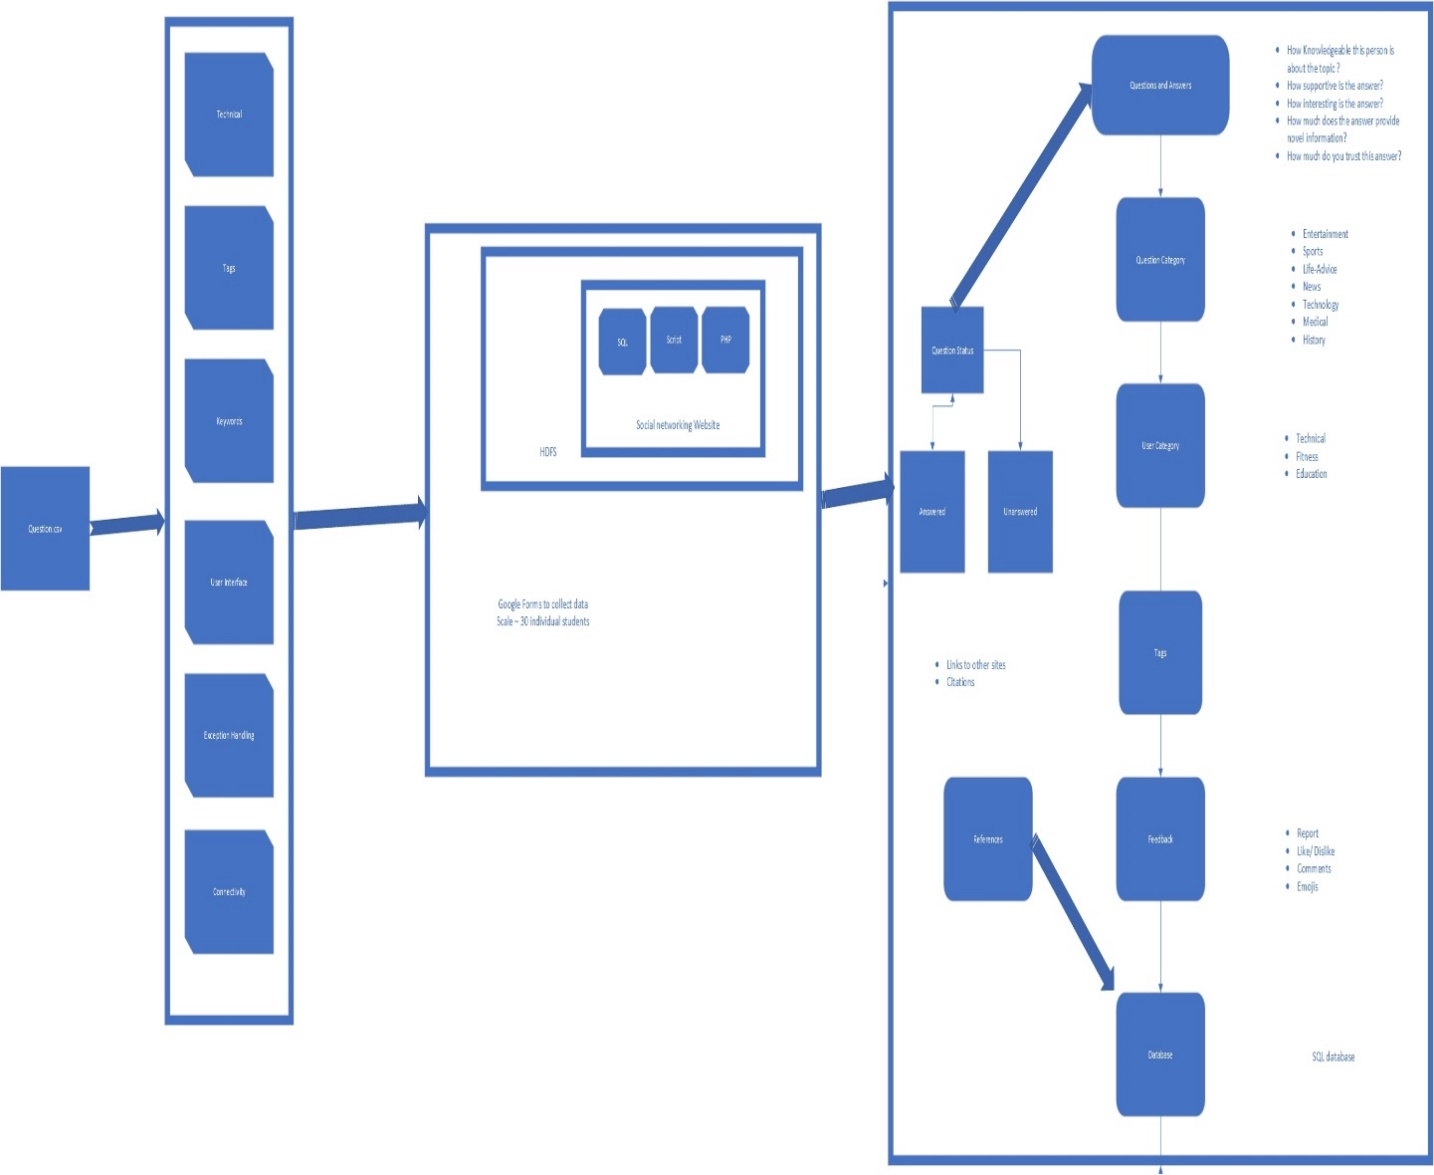 Question.csv
Technical
Tags
Keywords
User Interface
Exception Handling
Connectivity
SQL
Script
PHP
Social networking Website
HDFS
Google Forms to collect data
Scale – 30 individual students
Questions and Answers
How Knowledgeable this person is
about the topic ?
How supportive is the answer?
How interesting is the answer?
How much does the answer provide
novel information?
How much do you trust this answer?
Question Category
Entertainment
Sports
Life-Advice
News
Technology
Medical
History
Question Status
Answered
Unanswered
User Category
Technical
Fitness
Education
Links to other sites
Citations
Tags
References
Feedback
Report
Like/ Dislike
Comments
Emojis
Database
SQL database